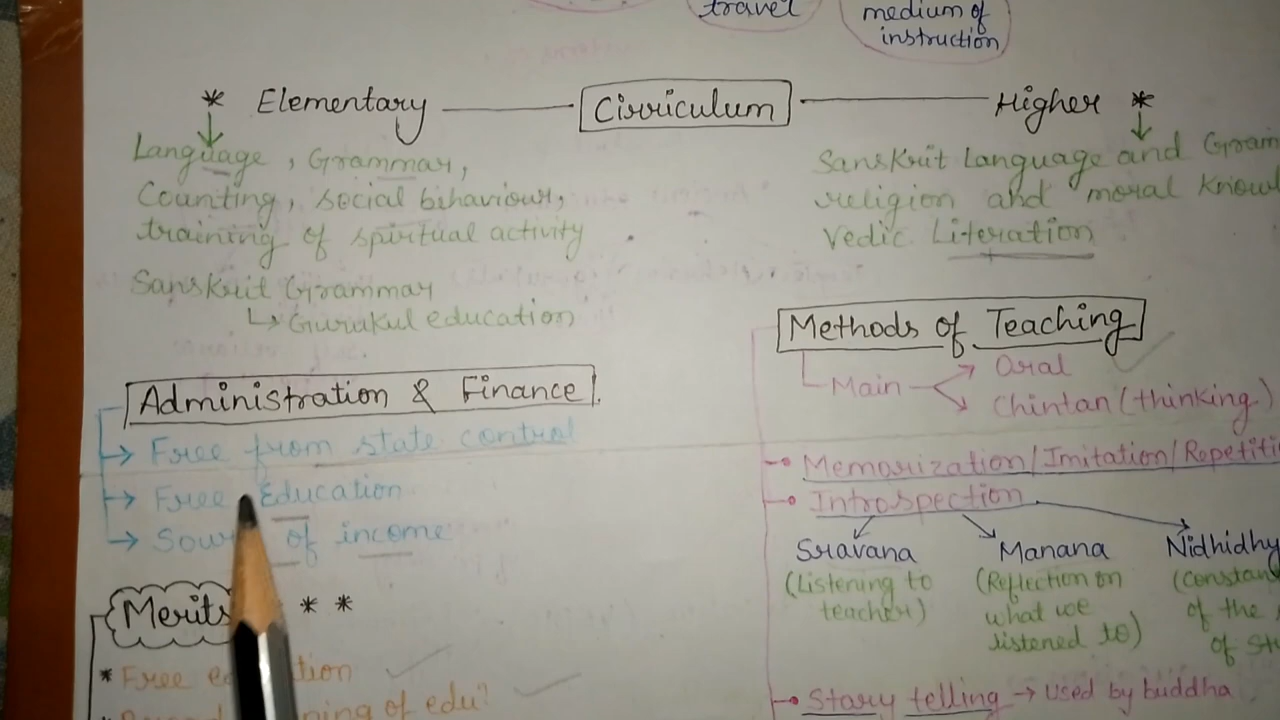 travel
medium of
instruction
* Elementary
Cirriculum
Higher *
Language, Grammar,
Counting, social behaviour,
training of spirtual activity
Sanskrit Grammar
Gurukul education
Sanskrit Language and Gram
religion and moral know
Vedic Literation
Administration & Finance
Free from state control
Free Education
of income
Merits * *
* Free
of edu?
Methods of Teaching
Main
Oral
Chintan (thinking)
Memorization/Imitation/Repetiti
Introspection
Sravana
(Listening to
teacher)
Manana
(Reflection on
what we
listened to)
Nidhidhy
(Constan
of the
of St
Stary telling → Used by buddha